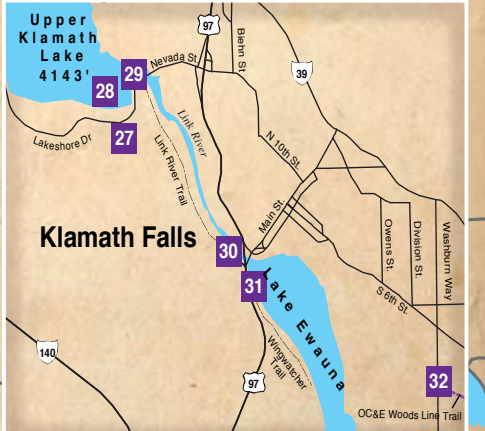 Upper
Klamath
Lake
4143'
97
Biehn St
39
Nevada St.
29
28
27
Lakeshore Dr
Link River
Link River Trail
N 10th St.
Main St.
Klamath Falls
30
31
Lake Ewauna
Owens St.
Division St.
Washburn Way
S 6th St.
Wingwatcher
Trail
140
97
32
OC&E Woods Line Trail